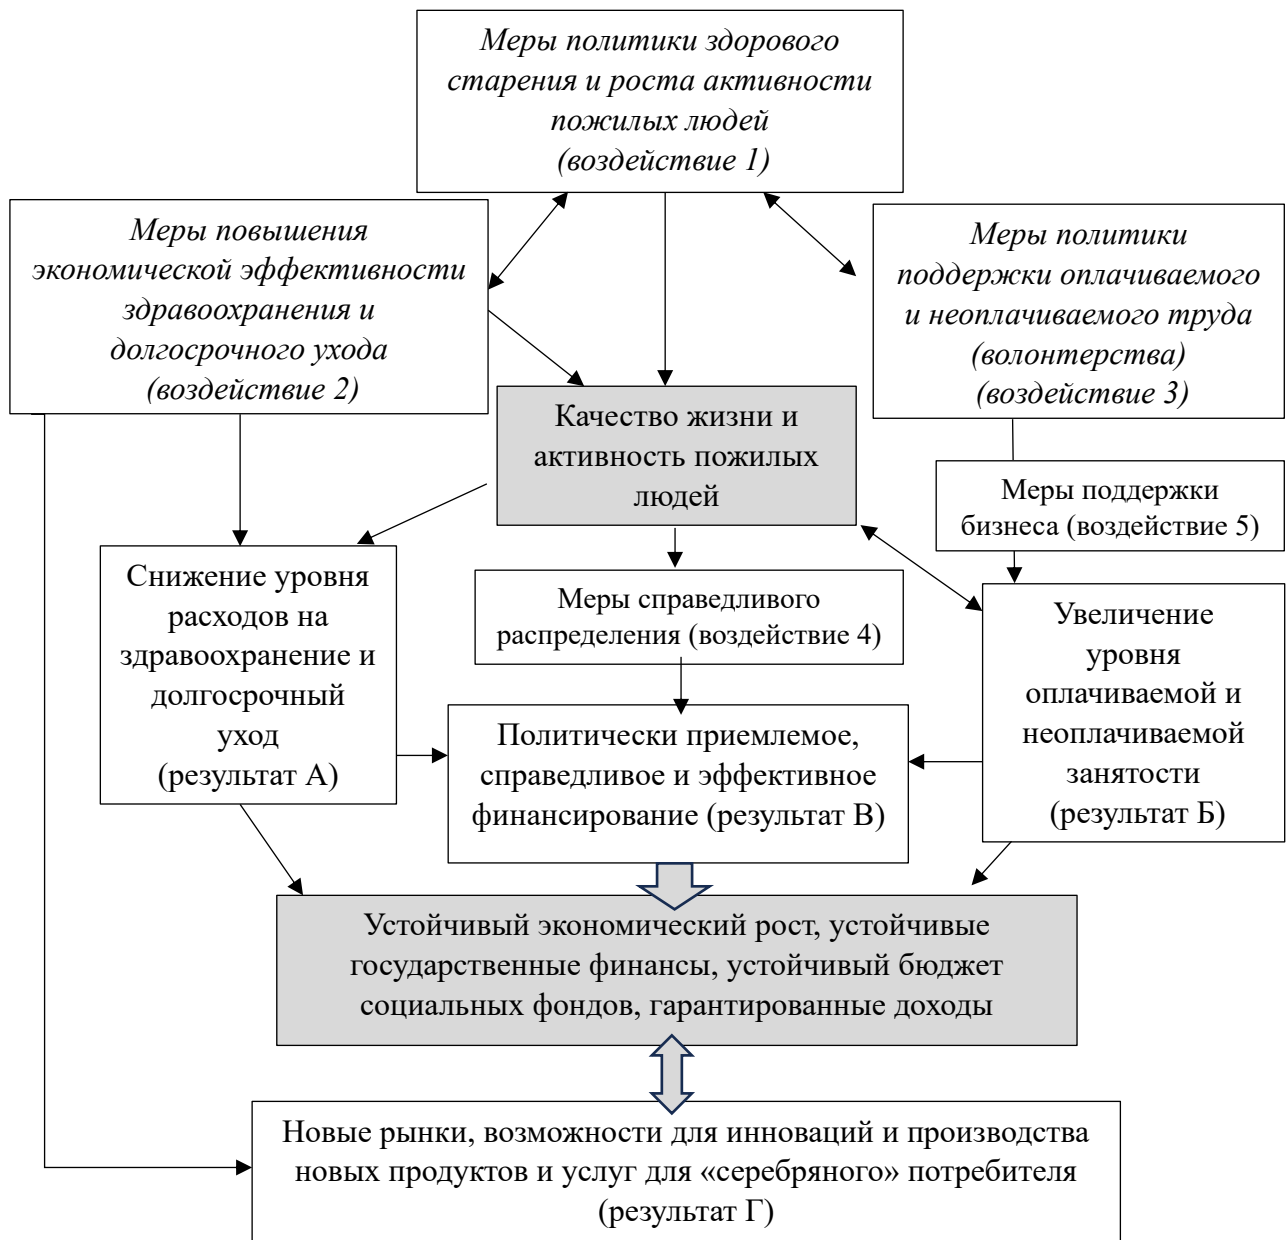 Меры политики здорового
старения и роста активности
пожилых людей
(воздействие 1)
Меры повышения
экономической эффективности
здравоохранения и
долгосрочного ухода
(воздействие 2)
Меры политики
поддержки оплачиваемого
и неоплачиваемого труда
(волонтерства)
(воздействие 3)
Качество жизни и
активность пожилых
людей
Меры поддержки
бизнеса (воздействие 5)
Снижение уровня
расходов на
здравоохранение и
долгосрочный
уход
(результат А)
Меры справедливого
распределения (воздействие 4)
Увеличение
уровня
оплачиваемой и
неоплачиваемой
занятости
(результат Б)
Политически приемлемое,
справедливое и эффективное
финансирование (результат В)
Устойчивый экономический рост, устойчивые
государственные финансы, устойчивый бюджет
социальных фондов, гарантированные доходы
Новые рынки, возможности для инноваций и производства
новых продуктов и услуг для «серебряного» потребителя
(результат Г)